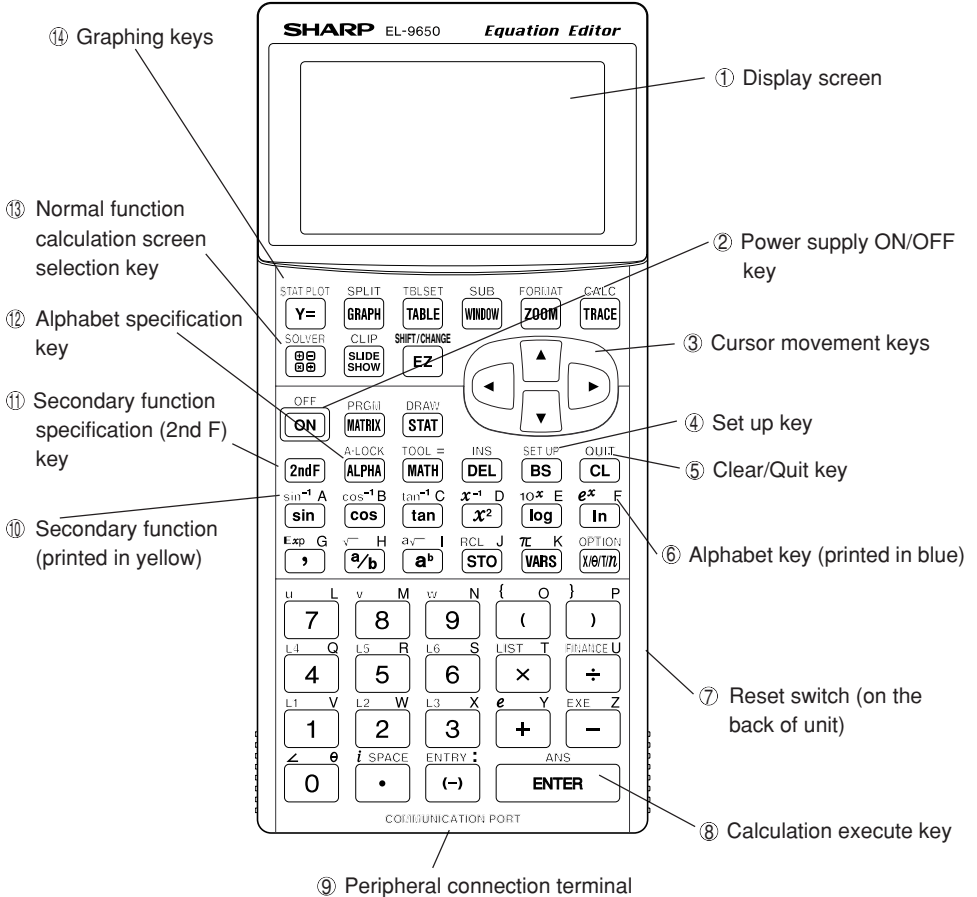 SHARP EL-9650 Equation Editor
⑭ Graphing keys
① Display screen
⑬ Normal function
calculation screen
selection key
② Power supply ON/OFF
key
STAT PLOT SPLIT TBLSET SUB FORMAT CALC
Y= GRAPH TABLE WINDOW ZOOM TRACE
⑫ Alphabet specification
key
SOLVER CLIP SHIFT/CHANGE
SLIDE
SHOW
EZ
③ Cursor movement keys
⑪ Secondary function
specification (2nd F)
key
OFF PRGM DRAW
ON MATRIX STAT
④ Set up key
A-LOCK TOOL = INS SET UP QUIT
2ndF ALPHA MATH DEL BS CL
⑤ Clear/Quit key
⑩ Secondary function
(printed in yellow)
sin⁻¹ A cos⁻¹ B tan⁻¹ C x⁻¹ D 10ˣ E eˣ F
sin cos tan x² log ln
⑥ Alphabet key (printed in blue)
Exp G √‾ H a√‾ I RCL J π K OPTION
, a/b aᵇ STO VARS X/θ/T/n
u L v M w N { O } P
7 8 9 ( )
L4 Q L5 R L6 S LIST T FINANCE U
4 5 6 × ÷
⑦ Reset switch (on the
back of unit)
L1 V L2 W L3 X e Y EXE Z
1 2 3 + −
∠ θ i SPACE ENTRY : ANS
0 • (−) ENTER
⑧ Calculation execute key
COMMUNICATION PORT
⑨ Peripheral connection terminal